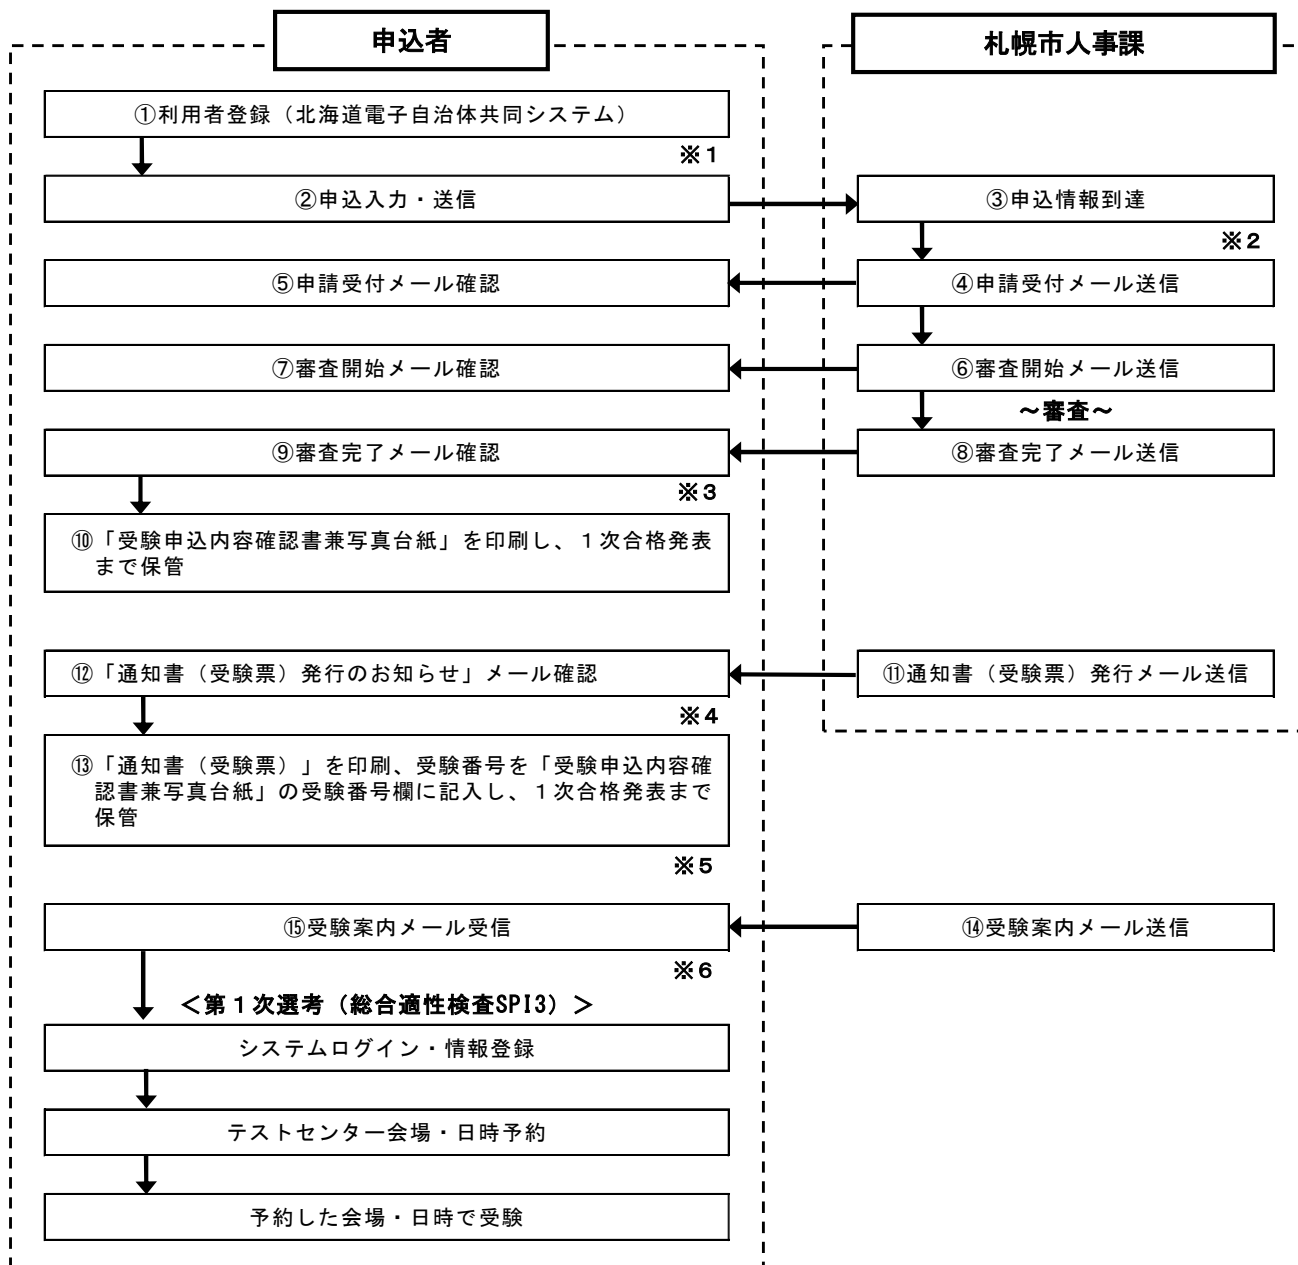 申込者
札幌市人事課
①利用者登録（北海道電子自治体共同システム）
※１
②申込入力・送信
③申込情報到達
※２
⑤申請受付メール確認
④申請受付メール送信
⑦審査開始メール確認
⑥審査開始メール送信
～審査～
⑨審査完了メール確認
⑧審査完了メール送信
※３
⑩「受験申込内容確認書兼写真台紙」を印刷し、１次合格発表
まで保管
⑫「通知書（受験票）発行のお知らせ」メール確認
⑪通知書（受験票）発行メール送信
※４
⑬「通知書（受験票）」を印刷、受験番号を「受験申込内容確
認書兼写真台紙」の受験番号欄に記入し、１次合格発表まで
保管
※５
⑮受験案内メール受信
⑭受験案内メール送信
※６
＜第１次選考（総合適性検査SPI3）＞
システムログイン・情報登録
テストセンター会場・日時予約
予約した会場・日時で受験